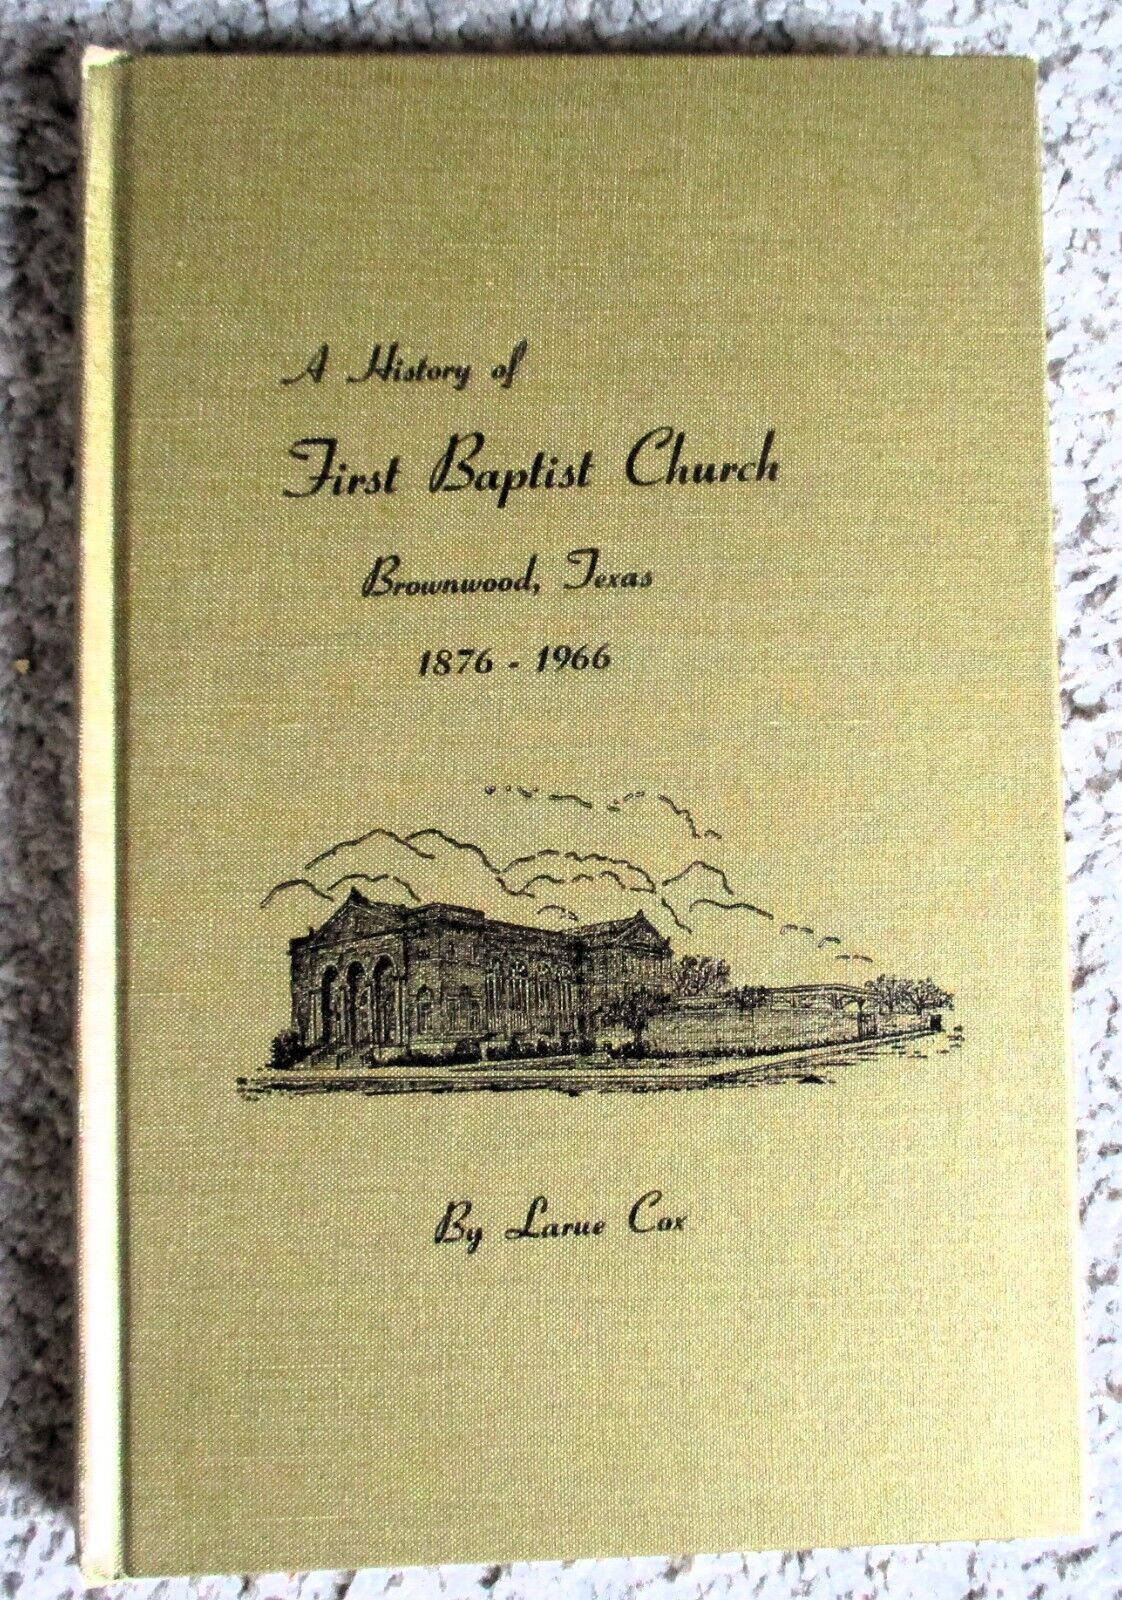 A History of
First Baptist Church
Brownwood, Texas
1876 - 1966
By Larue Cox